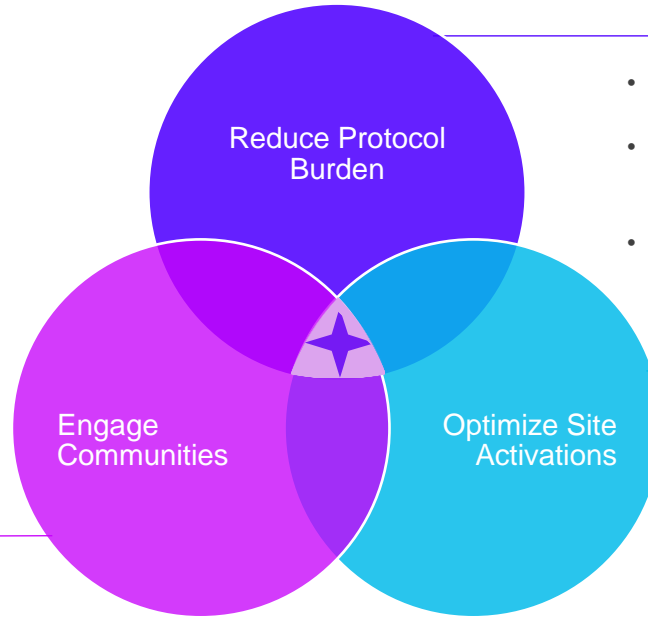 Reduce Protocol
Burden
Engage
Communities
Optimize Site
Activations